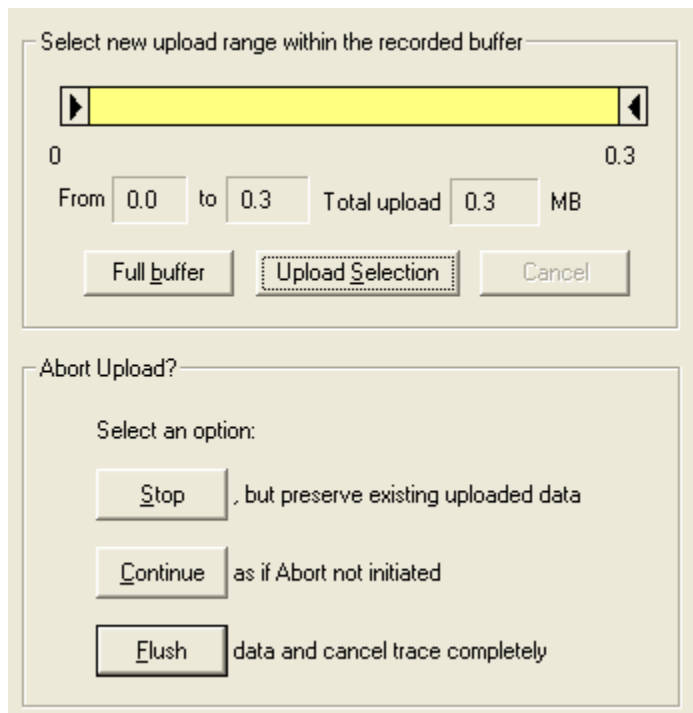 Select new upload range within the recorded buffer
0 0.3
From 0.0 to 0.3 Total upload 0.3 MB
Full buffer Upload Selection Cancel
Abort Upload?
Select an option:
Stop , but preserve existing uploaded data
Continue as if Abort not initiated
Flush data and cancel trace completely